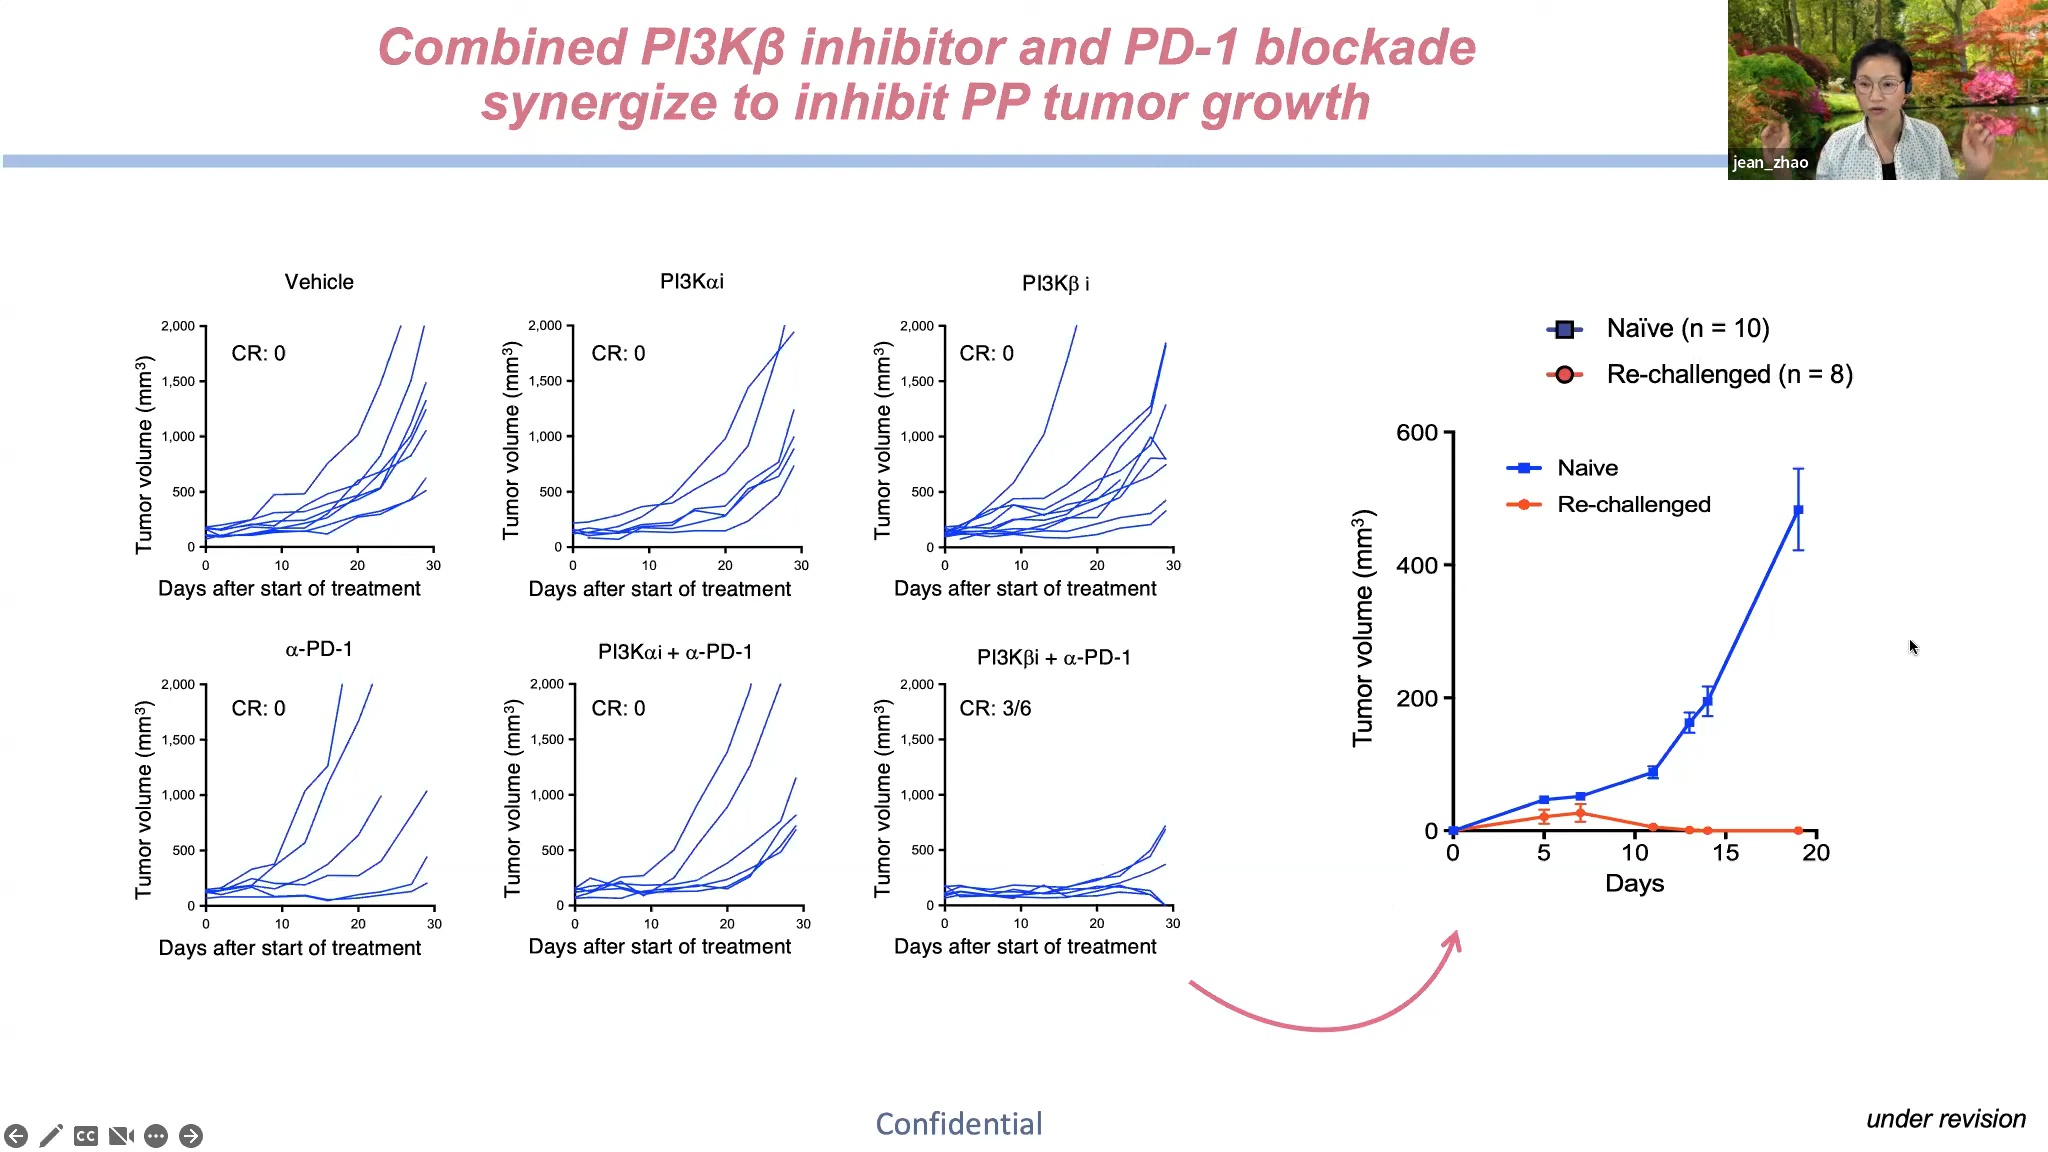 Combined PI3Kβ inhibitor and PD-1 blockade
synergize to inhibit PP tumor growth
jean_zhao
Vehicle
CR: 0
Tumor volume (mm³)
2,000
1,500
1,000
500
0
0 10 20 30
Days after start of treatment
PI3Kαi
CR: 0
Tumor volume (mm³)
2,000
1,500
1,000
500
0
0 10 20 30
Days after start of treatment
PI3Kβ i
CR: 0
Tumor volume (mm³)
2,000
1,500
1,000
500
0
0 10 20 30
Days after start of treatment
α-PD-1
CR: 0
Tumor volume (mm³)
2,000
1,500
1,000
500
0
0 10 20 30
Days after start of treatment
PI3Kαi + α-PD-1
CR: 0
Tumor volume (mm³)
2,000
1,500
1,000
500
0
0 10 20 30
Days after start of treatment
PI3Kβi + α-PD-1
CR: 3/6
Tumor volume (mm³)
2,000
1,500
1,000
500
0
0 10 20 30
Days after start of treatment
Naïve (n = 10)
Re-challenged (n = 8)
Naive
Re-challenged
Tumor volume (mm³)
600
400
200
0
0 5 10 15 20
Days
Confidential
under revision
CC